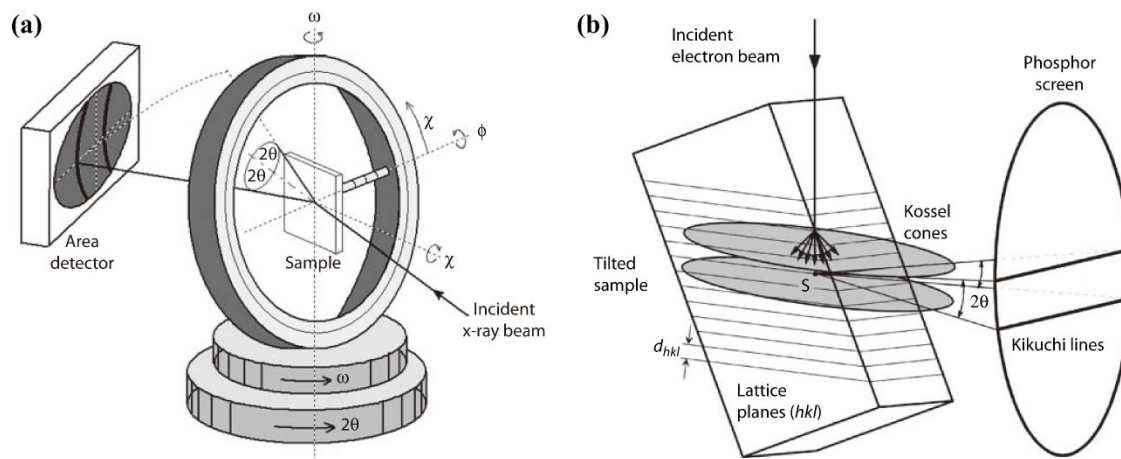 (a)
ω
χ
ϕ
2θ
2θ
Area
detector
Sample
χ
Incident
x-ray beam
ω
2θ
(b)
Incident
electron beam
Phosphor
screen
Kossel
cones
Tilted
sample
S
2θ
Kikuchi lines
dhkl
Lattice
planes (hkl)